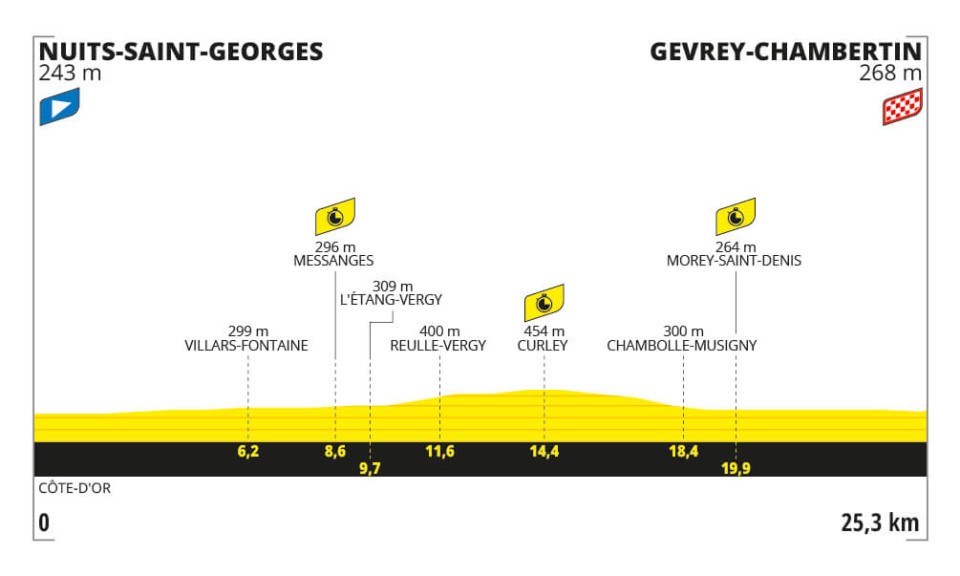 NUITS-SAINT-GEORGES
243 m
GEVREY-CHAMBERTIN
268 m
296 m
MESSANGES
264 m
MOREY-SAINT-DENIS
309 m
L'ÉTANG-VERGY
299 m
VILLARS-FONTAINE
400 m
REULLE-VERGY
454 m
CURLEY
300 m
CHAMBOLLE-MUSIGNY
6,2
8,6
9,7
11,6
14,4
18,4
19,9
CÔTE-D'OR
0
25,3 km